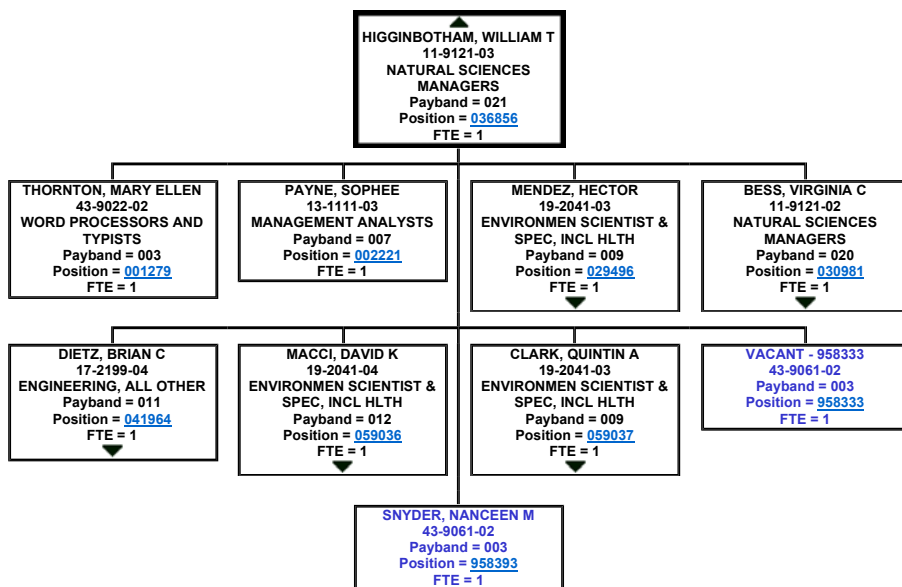 HIGGINBOTHAM, WILLIAM T
11-9121-03
NATURAL SCIENCES
MANAGERS
Payband = 021
Position = 036856
FTE = 1
THORNTON, MARY ELLEN
43-9022-02
WORD PROCESSORS AND
TYPISTS
Payband = 003
Position = 001279
FTE = 1
PAYNE, SOPHEE
13-1111-03
MANAGEMENT ANALYSTS
Payband = 007
Position = 002221
FTE = 1
MENDEZ, HECTOR
19-2041-03
ENVIRONMEN SCIENTIST &
SPEC, INCL HLTH
Payband = 009
Position = 029496
FTE = 1
BESS, VIRGINIA C
11-9121-02
NATURAL SCIENCES
MANAGERS
Payband = 020
Position = 030981
FTE = 1
DIETZ, BRIAN C
17-2199-04
ENGINEERING, ALL OTHER
Payband = 011
Position = 041964
FTE = 1
MACCI, DAVID K
19-2041-04
ENVIRONMEN SCIENTIST &
SPEC, INCL HLTH
Payband = 012
Position = 059036
FTE = 1
CLARK, QUINTIN A
19-2041-03
ENVIRONMEN SCIENTIST &
SPEC, INCL HLTH
Payband = 009
Position = 059037
FTE = 1
VACANT - 958333
43-9061-02
Payband = 003
Position = 958333
FTE = 1
SNYDER, NANCEEN M
43-9061-02
Payband = 003
Position = 958393
FTE = 1